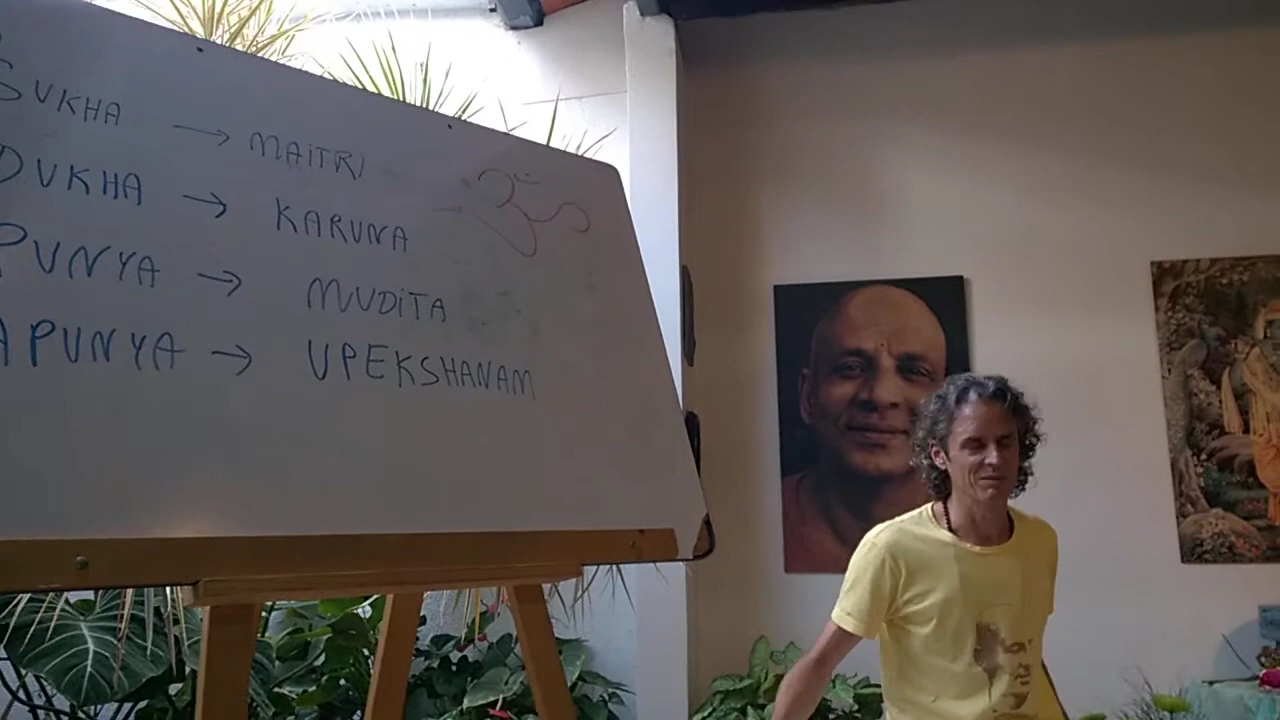 SUKHA → MAITRI
DUKHA → KARUNA
ॐ
PUNYA → MUDITA
APUNYA → UPEKSHANAM